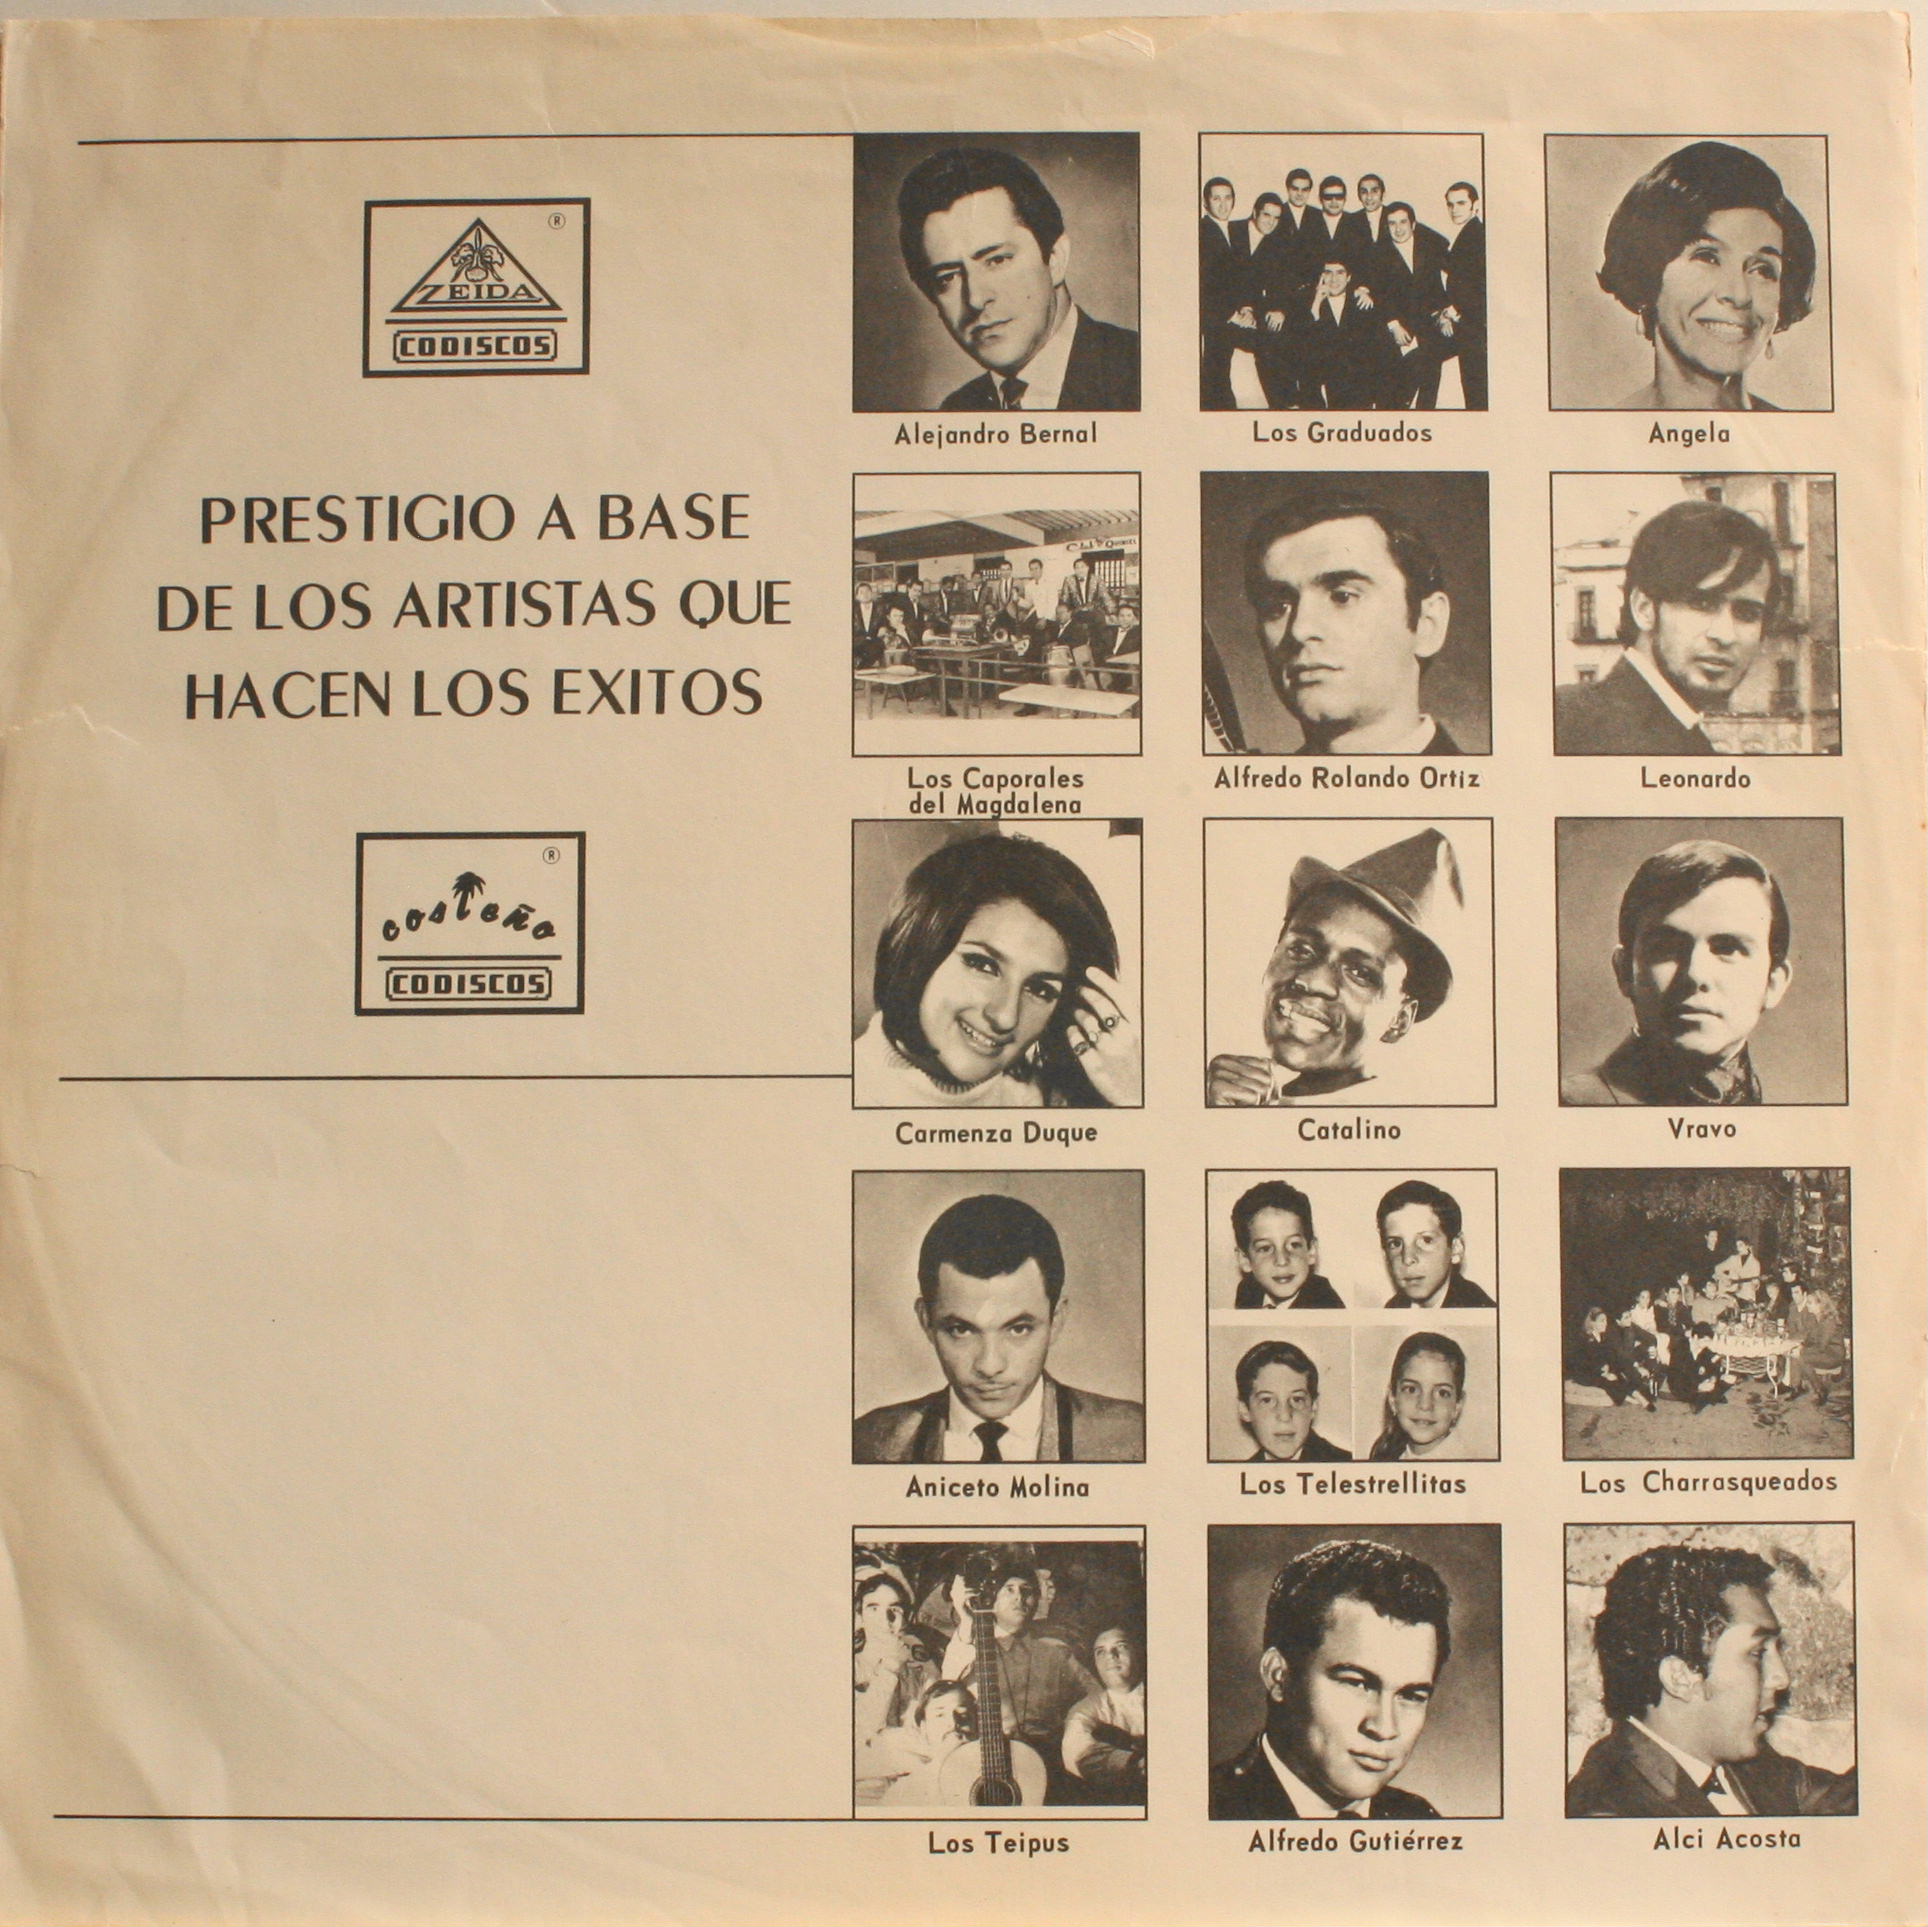 ®
ZEIDA
CODISCOS
PRESTIGIO A BASE
DE LOS ARTISTAS QUE
HACEN LOS EXITOS
®
costeño
CODISCOS
Alejandro Bernal
Los Graduados
Angela
Los Caporales
del Magdalena
Alfredo Rolando Ortiz
Leonardo
Carmenza Duque
Catalino
Vravo
Aniceto Molina
Los Telestrellitas
Los Charrasqueados
Los Teipus
Alfredo Gutiérrez
Alci Acosta